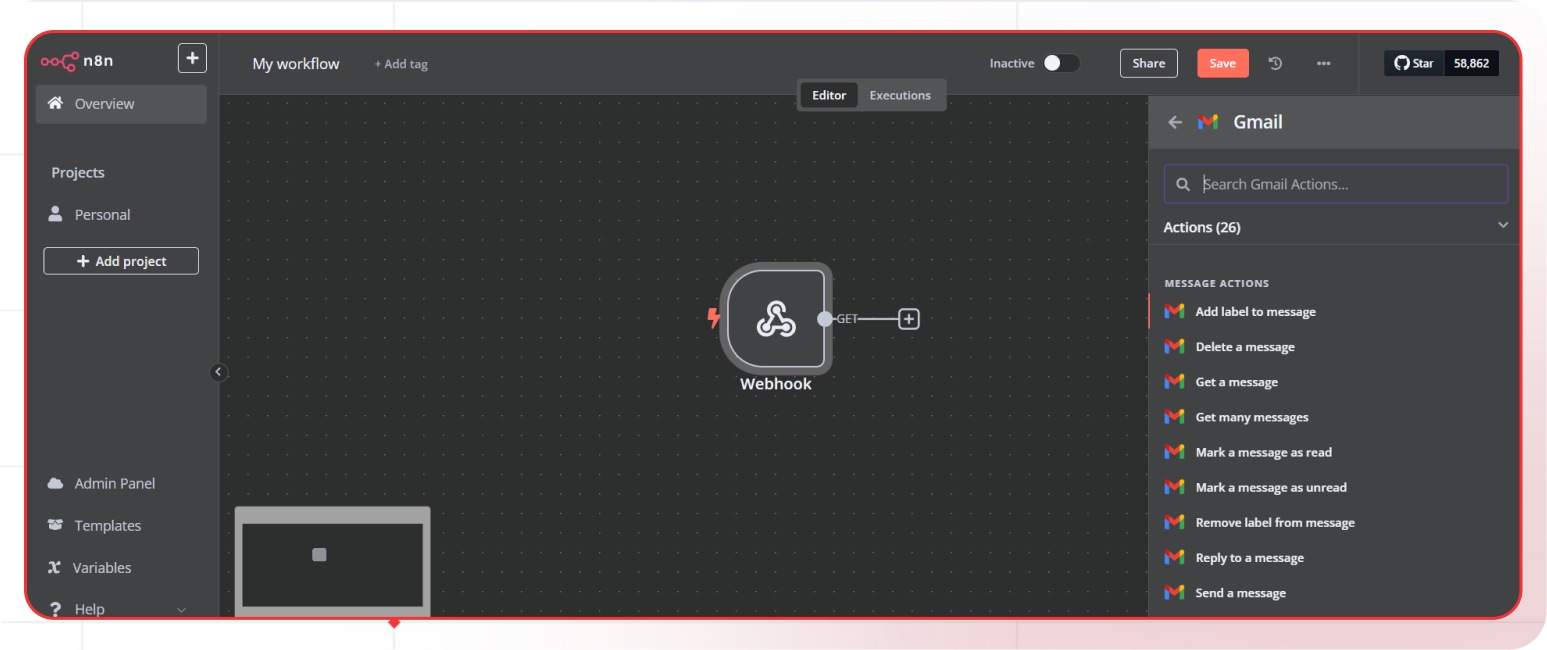 n8n
+
My workflow
+ Add tag
Inactive
Share
Save
Star
58,862
Editor
Executions
Overview
Projects
Personal
+ Add project
Admin Panel
Templates
Variables
? Help
GET
+
Webhook
Gmail
Search Gmail Actions...
Actions (26)
MESSAGE ACTIONS
Add label to message
Delete a message
Get a message
Get many messages
Mark a message as read
Mark a message as unread
Remove label from message
Reply to a message
Send a message